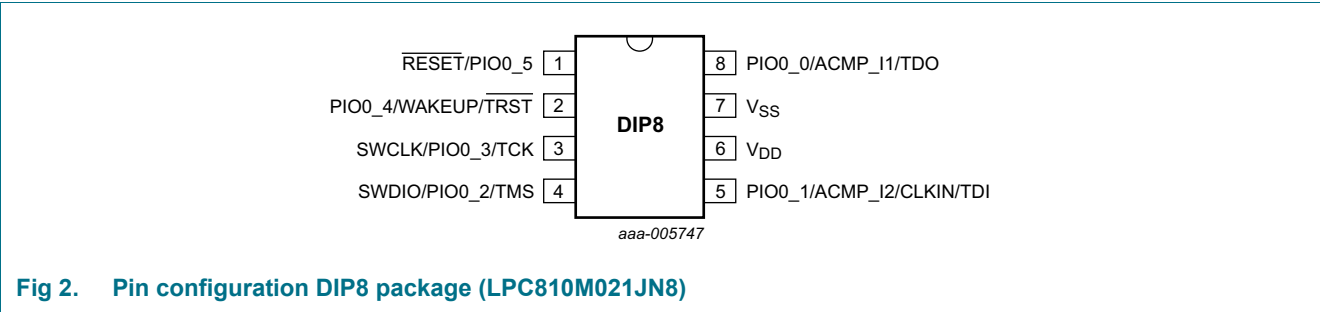 RESET/PIO0_5 1
8 PIO0_0/ACMP_I1/TDO
PIO0_4/WAKEUP/TRST 2
7 VSS
DIP8
SWCLK/PIO0_3/TCK 3
6 VDD
SWDIO/PIO0_2/TMS 4
5 PIO0_1/ACMP_I2/CLKIN/TDI
aaa-005747
Fig 2. Pin configuration DIP8 package (LPC810M021JN8)